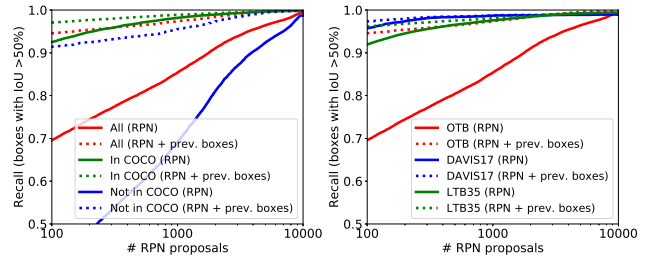 Recall (boxes with IoU >50%)
1.0
0.9
0.8
0.7
0.6
0.5
All (RPN)
All (RPN + prev. boxes)
In COCO (RPN)
In COCO (RPN + prev. boxes)
Not in COCO (RPN)
Not in COCO (RPN + prev. boxes)
100
1000
10000
# RPN proposals
Recall (boxes with IoU >50%)
1.0
0.9
0.8
0.7
0.6
0.5
OTB (RPN)
OTB (RPN + prev. boxes)
DAVIS17 (RPN)
DAVIS17 (RPN + prev. boxes)
LTB35 (RPN)
LTB35 (RPN + prev. boxes)
100
1000
10000
# RPN proposals